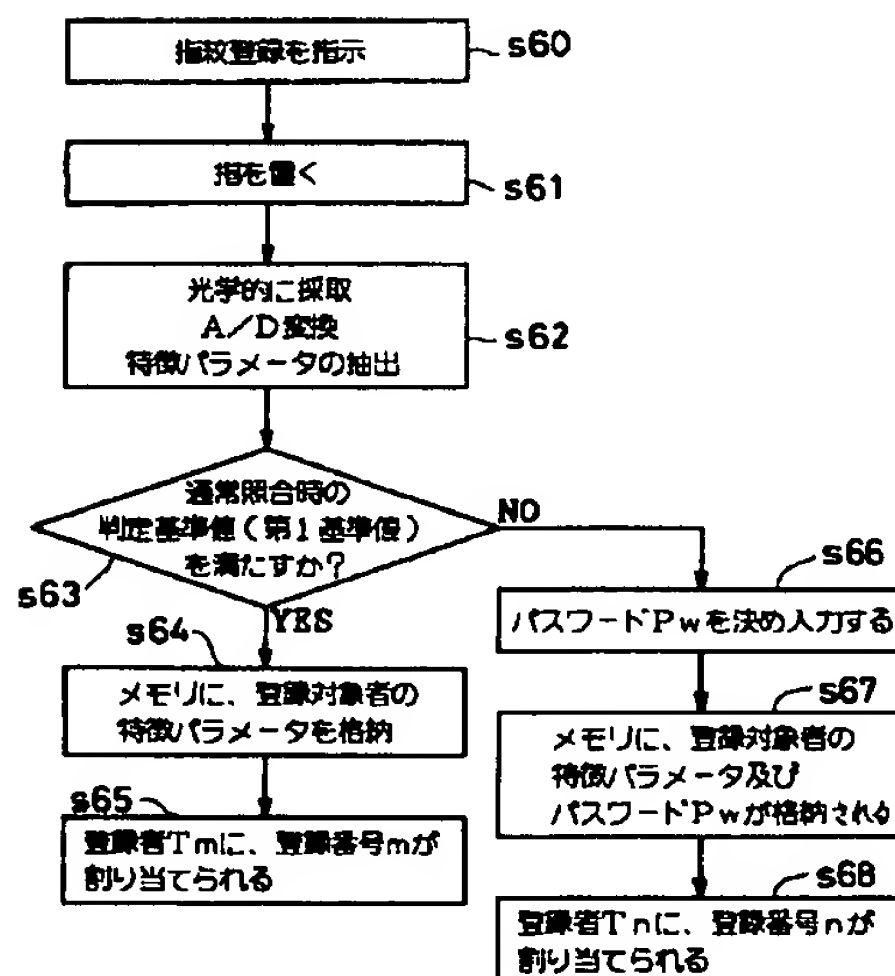 指紋登録を指示
s60
指を置く
s61
光学的に採取
A/D変換
特徴パラメータの抽出
s62
通常照合時の
判定基準値(第1基準値)
を満たすか?
s63
NO
YES
s64
メモリに、登録対象者の
特徴パラメータを格納
s65
登録者Tmに、登録番号mが
割り当てられる
s66
パスワードPwを決め入力する
s67
メモリに、登録対象者の
特徴パラメータ及び
パスワードPwが格納される
s68
登録者Tnに、登録番号nが
割り当てられる